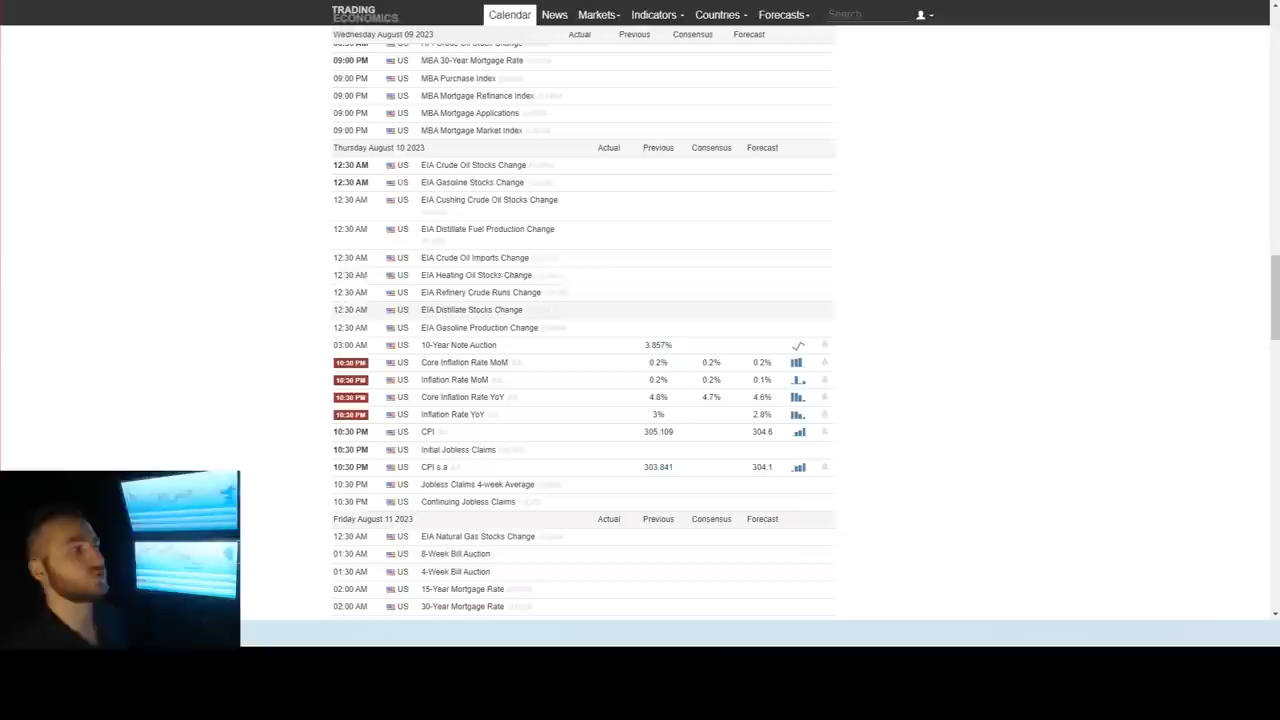 TRADING ECONOMICS Calendar News Markets Indicators Countries Forecasts Search
Wednesday August 09 2023 Actual Previous Consensus Forecast
09:00 PM US MBA 30-Year Mortgage Rate
09:00 PM US MBA Purchase Index
09:00 PM US MBA Mortgage Refinance Index
09:00 PM US MBA Mortgage Applications
09:00 PM US MBA Mortgage Market Index
Thursday August 10 2023 Actual Previous Consensus Forecast
12:30 AM US EIA Crude Oil Stocks Change
12:30 AM US EIA Gasoline Stocks Change
12:30 AM US EIA Cushing Crude Oil Stocks Change
12:30 AM US EIA Distillate Fuel Production Change
12:30 AM US EIA Crude Oil Imports Change
12:30 AM US EIA Heating Oil Stocks Change
12:30 AM US EIA Refinery Crude Runs Change
12:30 AM US EIA Distillate Stocks Change
12:30 AM US EIA Gasoline Production Change
03:00 AM US 10-Year Note Auction 3.857%
10:30 PM US Core Inflation Rate MoM 0.2% 0.2% 0.2%
10:30 PM US Inflation Rate MoM 0.2% 0.2% 0.1%
10:30 PM US Core Inflation Rate YoY 4.8% 4.7% 4.6%
10:30 PM US Inflation Rate YoY 3% 2.8%
10:30 PM US CPI 305.109 304.6
10:30 PM US Initial Jobless Claims
10:30 PM US CPI s.a 303.841 304.1
10:30 PM US Jobless Claims 4-week Average
10:30 PM US Continuing Jobless Claims
Friday August 11 2023 Actual Previous Consensus Forecast
12:30 AM US EIA Natural Gas Stocks Change
01:30 AM US 8-Week Bill Auction
01:30 AM US 4-Week Bill Auction
02:00 AM US 15-Year Mortgage Rate
02:00 AM US 30-Year Mortgage Rate